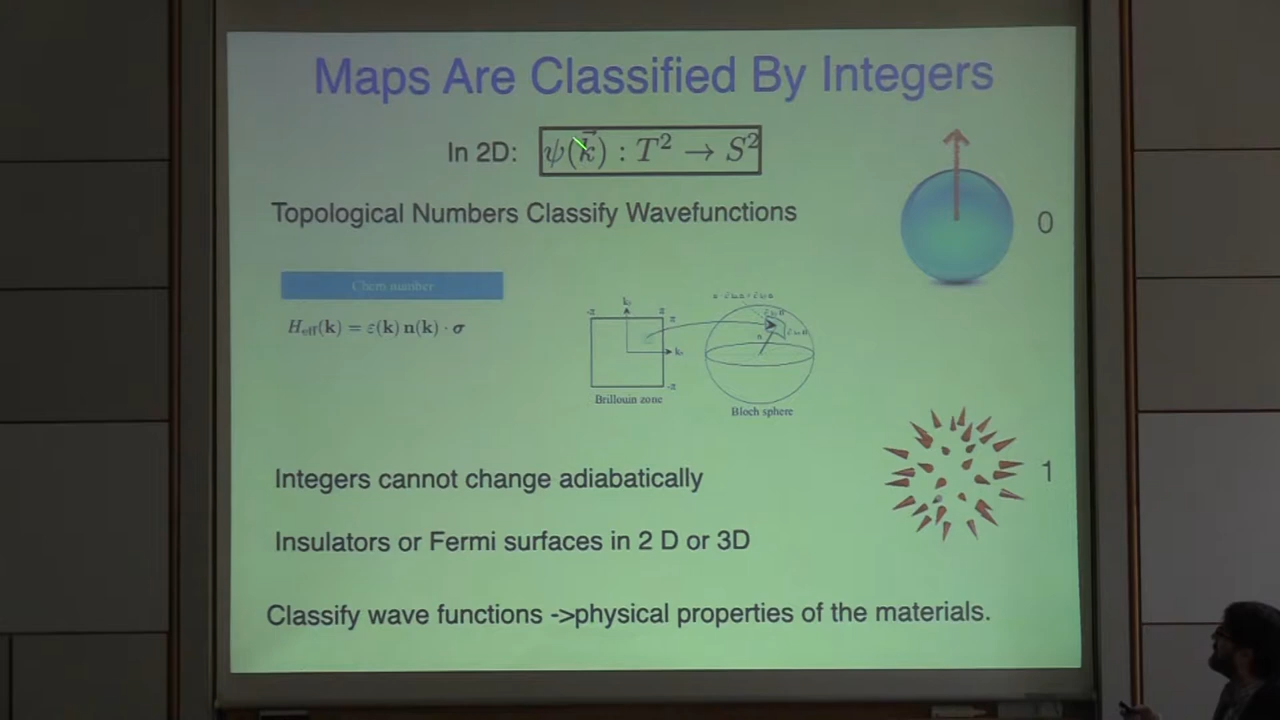 Maps Are Classified By Integers
In 2D: ψ(k⃗) : T² → S²
Topological Numbers Classify Wavefunctions
0
Chern number
H_eff(k) = ε(k) n(k) · σ
-π
π
π
-π
Brillouin zone
Bloch sphere
Integers cannot change adiabatically
1
Insulators or Fermi surfaces in 2 D or 3D
Classify wave functions ->physical properties of the materials.